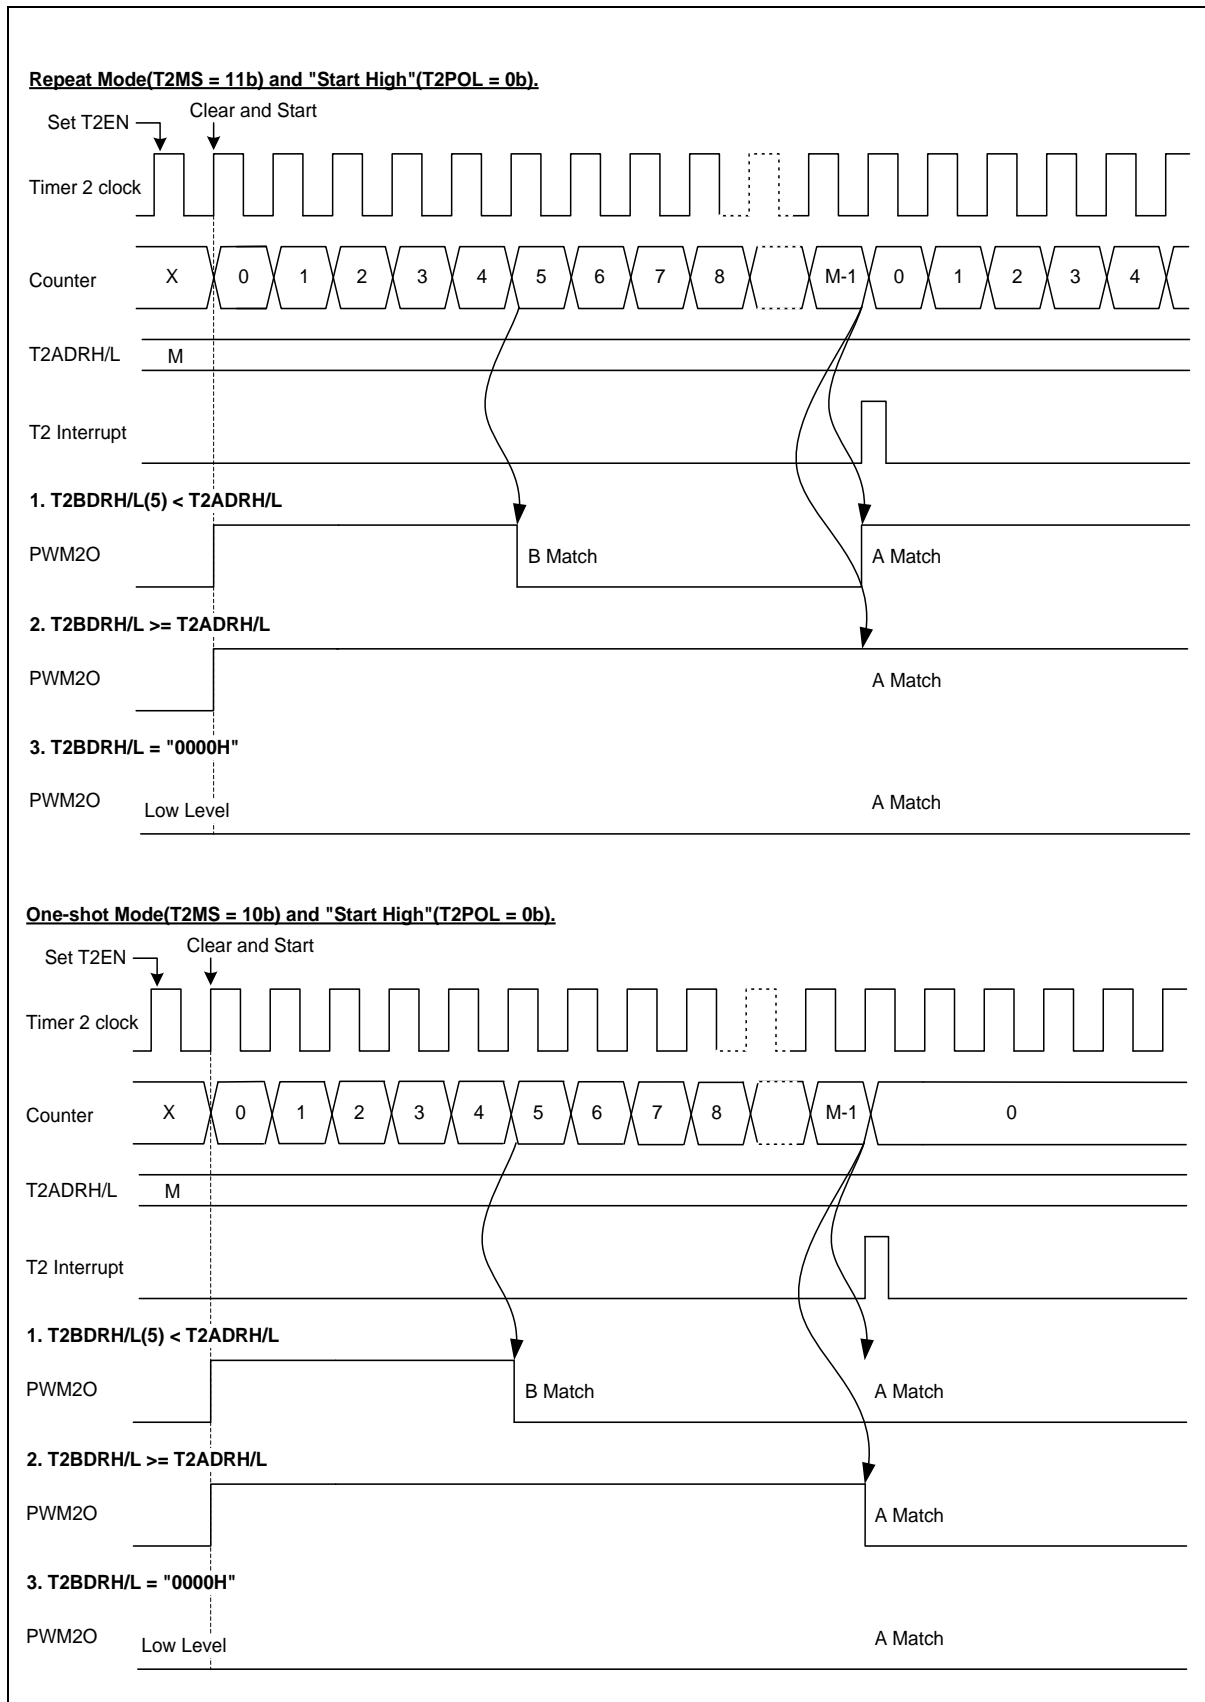 Repeat Mode(T2MS = 11b) and "Start High"(T2POL = 0b).
Set T2EN
Clear and Start
Timer 2 clock
Counter X 0 1 2 3 4 5 6 7 8 M-1 0 1 2 3 4
T2ADRH/L M
T2 Interrupt
1. T2BDRH/L(5) < T2ADRH/L
PWM2O B Match A Match
2. T2BDRH/L >= T2ADRH/L
PWM2O A Match
3. T2BDRH/L = "0000H"
PWM2O Low Level A Match
One-shot Mode(T2MS = 10b) and "Start High"(T2POL = 0b).
Set T2EN
Clear and Start
Timer 2 clock
Counter X 0 1 2 3 4 5 6 7 8 M-1 0
T2ADRH/L M
T2 Interrupt
1. T2BDRH/L(5) < T2ADRH/L
PWM2O B Match A Match
2. T2BDRH/L >= T2ADRH/L
PWM2O A Match
3. T2BDRH/L = "0000H"
PWM2O Low Level A Match